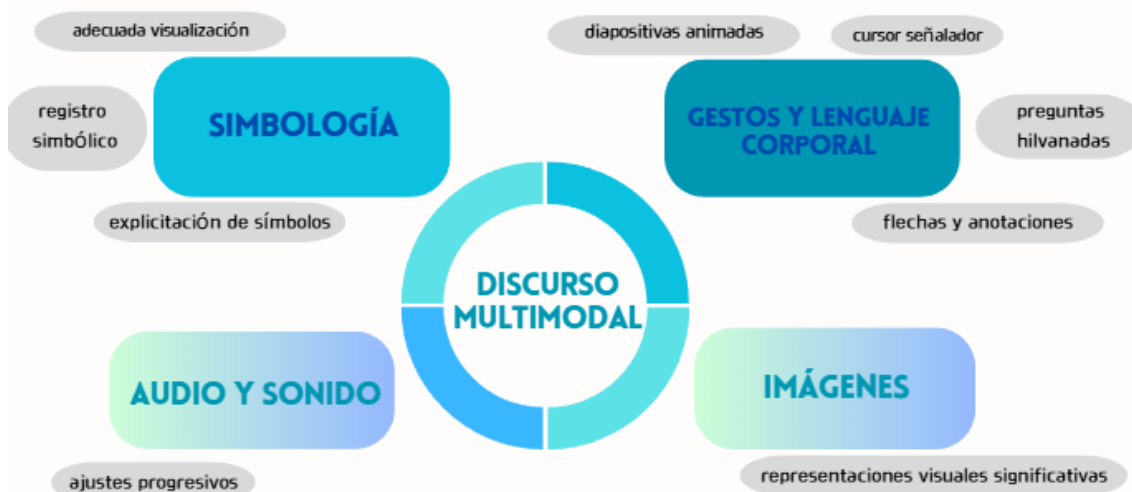 adecuada visualización
registro
simbólico
SIMBOLOGÍA
explicitación de símbolos
diapositivas animadas
cursor señalador
GESTOS Y LENGUAJE
CORPORAL
preguntas
hilvanadas
flechas y anotaciones
DISCURSO
MULTIMODAL
AUDIO Y SONIDO
ajustes progresivos
IMÁGENES
representaciones visuales significativas